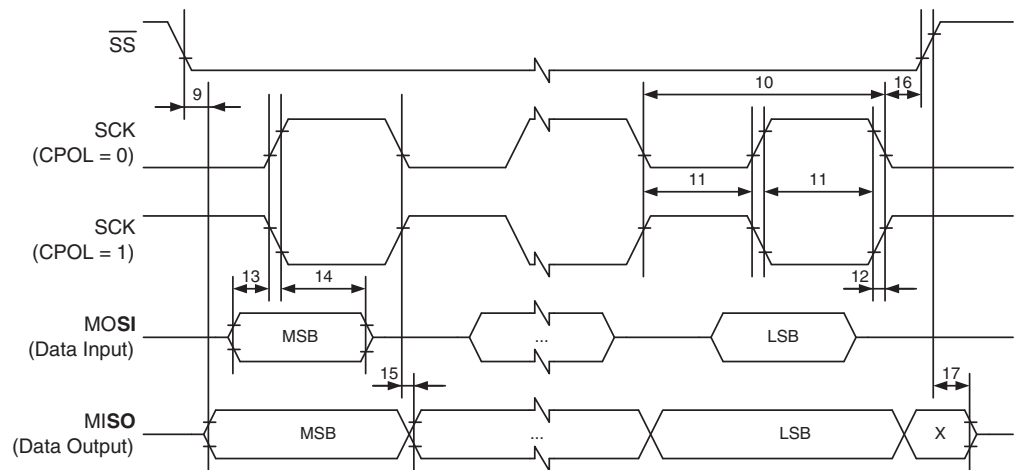 SS
9
10
16
SCK
(CPOL = 0)
11
11
SCK
(CPOL = 1)
12
13
14
MOSI
(Data Input)
MSB
...
LSB
15
17
MISO
(Data Output)
MSB
...
LSB
X